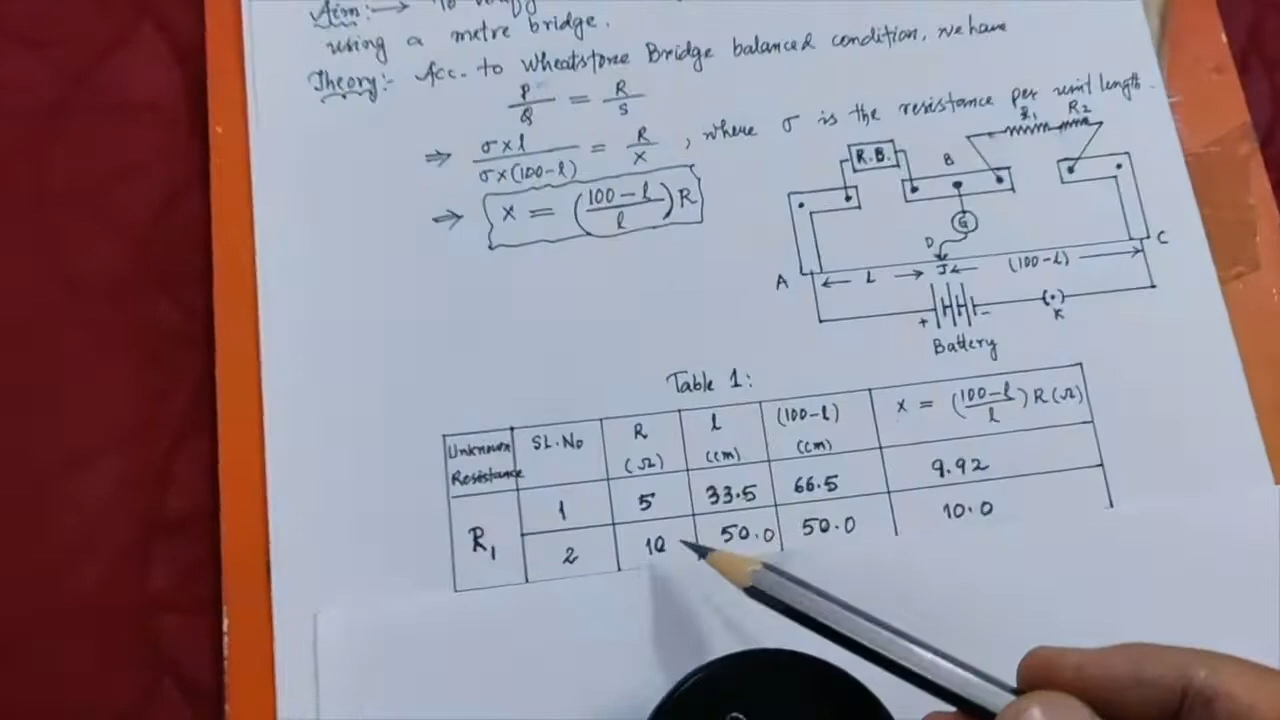 Aim:→ To
using a metre bridge.
Theory:- Acc. to Wheatstone Bridge balanced condition, we have
P/Q = R/S
⇒ σ×l/σ×(100-l) = R/X , where σ is the resistance per unit length.
⇒ X = ((100-l)/l)R
R.B. B R1 R2
G
D
A ← L → J ← (100-l) → C
+ - (•) K
Battery
Table 1:
Unknown Resistance SL.No R (Ω) l (cm) (100-l) (cm) X = ((100-l)/l) R(Ω)
R1 1 5 33.5 66.5 9.92
2 10 50.0 50.0 10.0